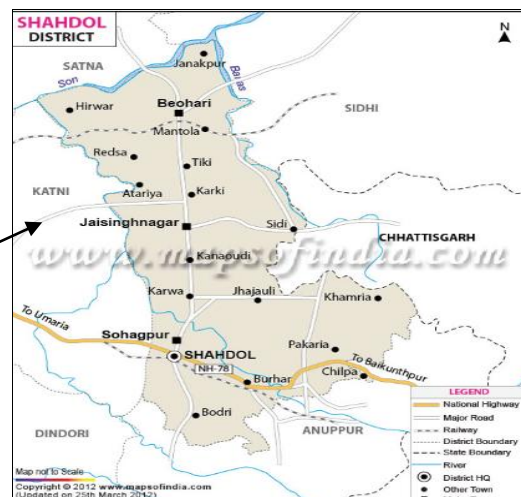 SHAHDOL
DISTRICT
N
SATNA
Janakpur
Son
Banas
Hirwar
Beohari
SIDHI
Mantola
Redsa
Tiki
KATNI
Atariya
Karki
Jaisinghnagar
Sidi
CHHATTISGARH
www.mapsofindia.com
Kanapudi
Karwa
Jhajauli
Khamria
To Umaria
Sohagpur
Pakaria
SHAHDOL
To Baikunthpur
NH-78
Chilpa
Burhar
Bodri
ANUPPUR
DINDORI
LEGEND
National Highway
Major Road
Railway
District Boundary
State Boundary
River
District HQ
Other Town
Map not to Scale
Copyright © 2012 www.mapsofindia.com
(Updated on 25th March 2012)